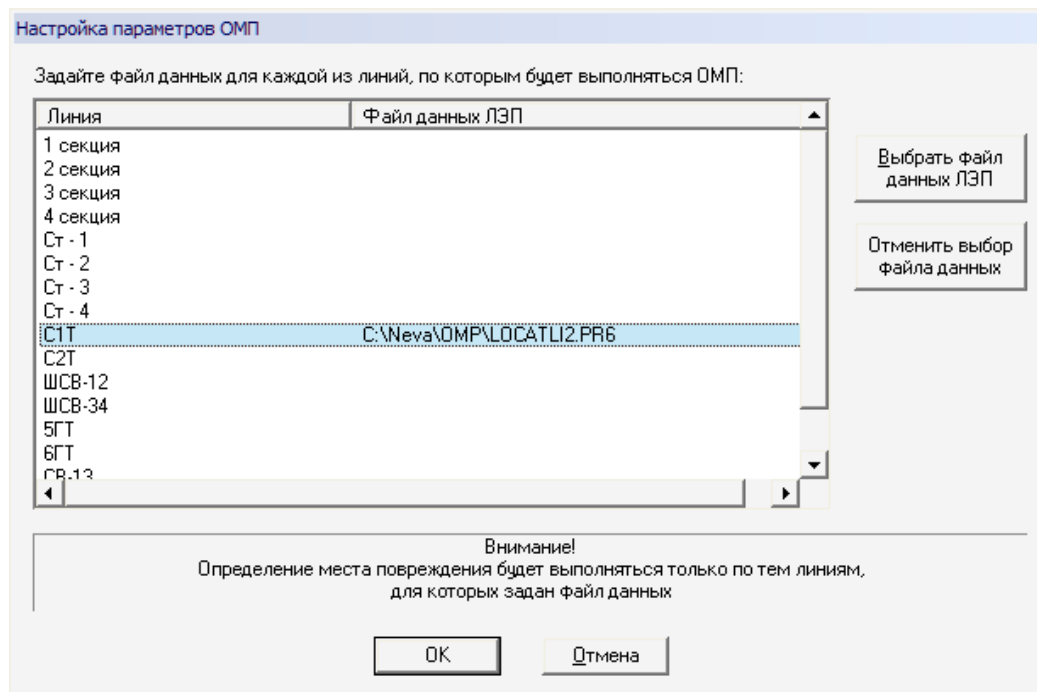 Настройка параметров ОМП
Задайте файл данных для каждой из линий, по которым будет выполняться ОМП:
Линия Файл данных ЛЭП
1 секция
2 секция
3 секция
4 секция
Ст - 1
Ст - 2
Ст - 3
Ст - 4
С1Т C:\Neva\OMP\LOCATLI2.PR6
С2Т
ШСВ-12
ШСВ-34
5ГТ
6ГТ
СВ-13
Выбрать файл
данных ЛЭП
Отменить выбор
файла данных
Внимание!
Определение места повреждения будет выполняться только по тем линиям,
для которых задан файл данных
OK Отмена